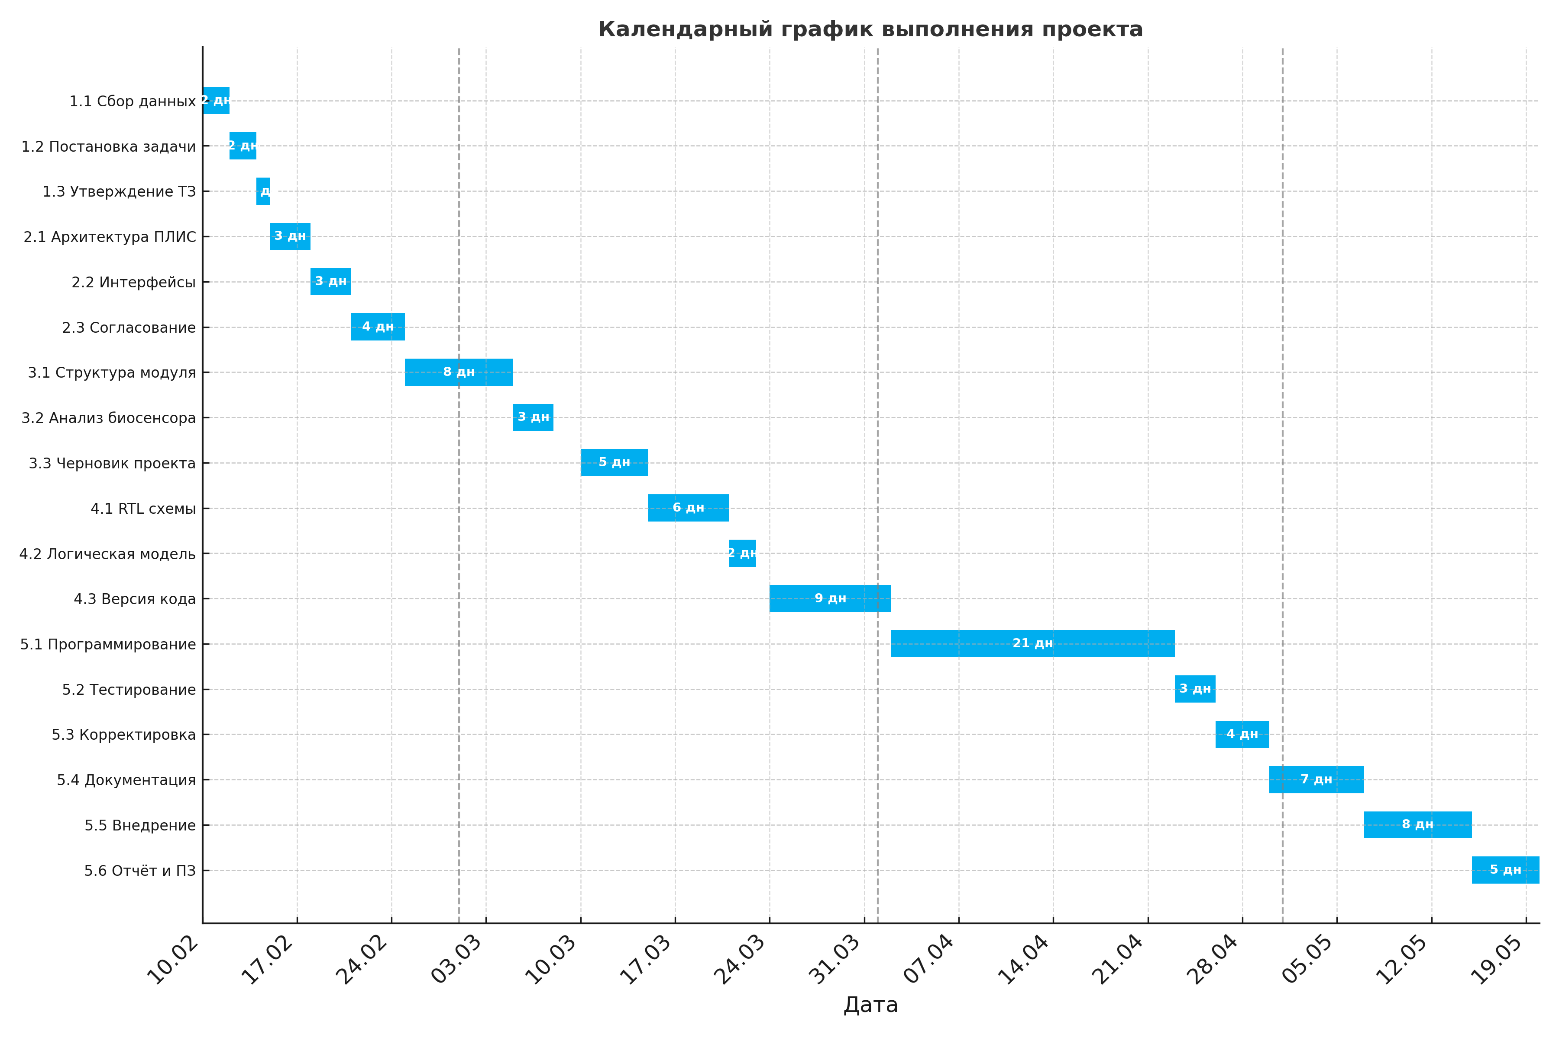 Календарный график выполнения проекта
1.1 Сбор данных
2 дн
1.2 Постановка задачи
2 дн
1.3 Утверждение ТЗ
2.1 Архитектура ПЛИС
3 дн
2.2 Интерфейсы
3 дн
2.3 Согласование
4 дн
3.1 Структура модуля
8 дн
3.2 Анализ биосенсора
3 дн
3.3 Черновик проекта
5 дн
4.1 RTL схемы
6 дн
4.2 Логическая модель
2 дн
4.3 Версия кода
9 дн
5.1 Программирование
21 дн
5.2 Тестирование
3 дн
5.3 Корректировка
4 дн
5.4 Документация
7 дн
5.5 Внедрение
8 дн
5.6 Отчёт и ПЗ
5 дн
10.02
17.02
24.02
03.03
10.03
17.03
24.03
31.03
07.04
14.04
21.04
28.04
05.05
12.05
19.05
Дата